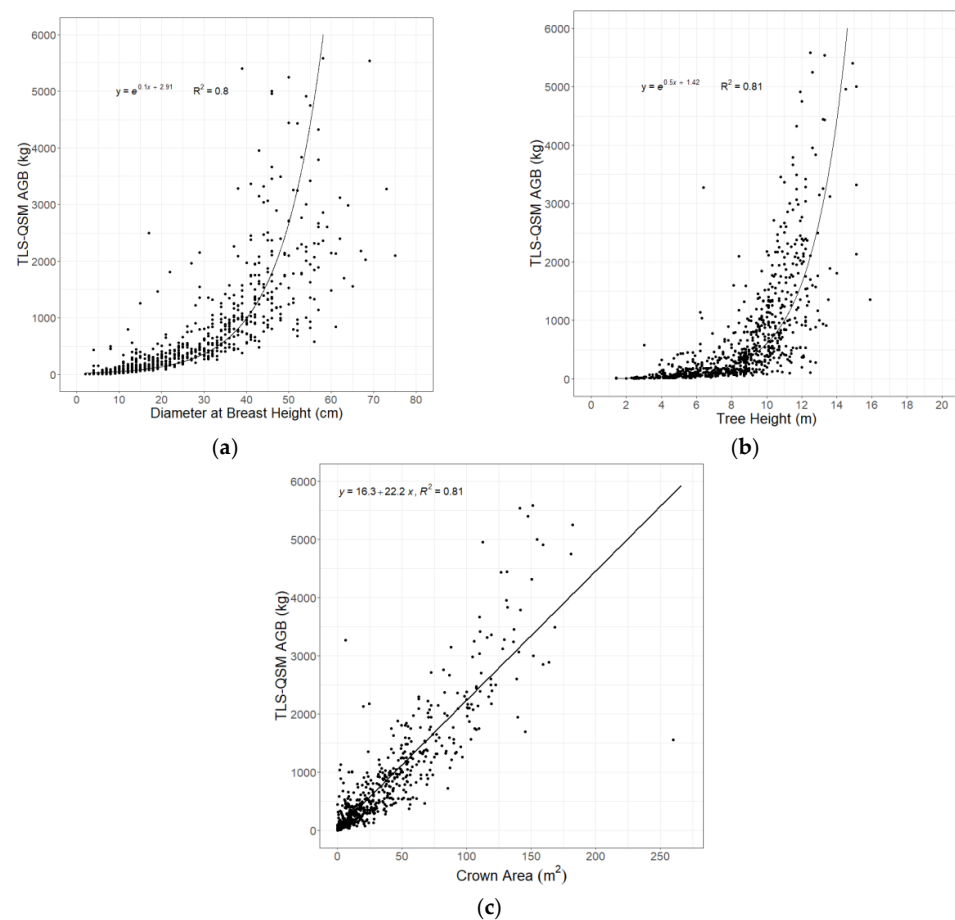 6000
5000
4000
3000
2000
1000
0
TLS-QSM AGB (kg)
y = e^{0.1x + 2.91} R² = 0.8
0 10 20 30 40 50 60 70 80
Diameter at Breast Height (cm)
(a)
6000
5000
4000
3000
2000
1000
0
TLS-QSM AGB (kg)
y = e^{0.5x + 1.42} R² = 0.81
0 2 4 6 8 10 12 14 16 18 20
Tree Height (m)
(b)
6000
5000
4000
3000
2000
1000
0
TLS-QSM AGB (kg)
y = 16.3+22.2 x, R² = 0.81
0 50 100 150 200 250
Crown Area (m²)
(c)